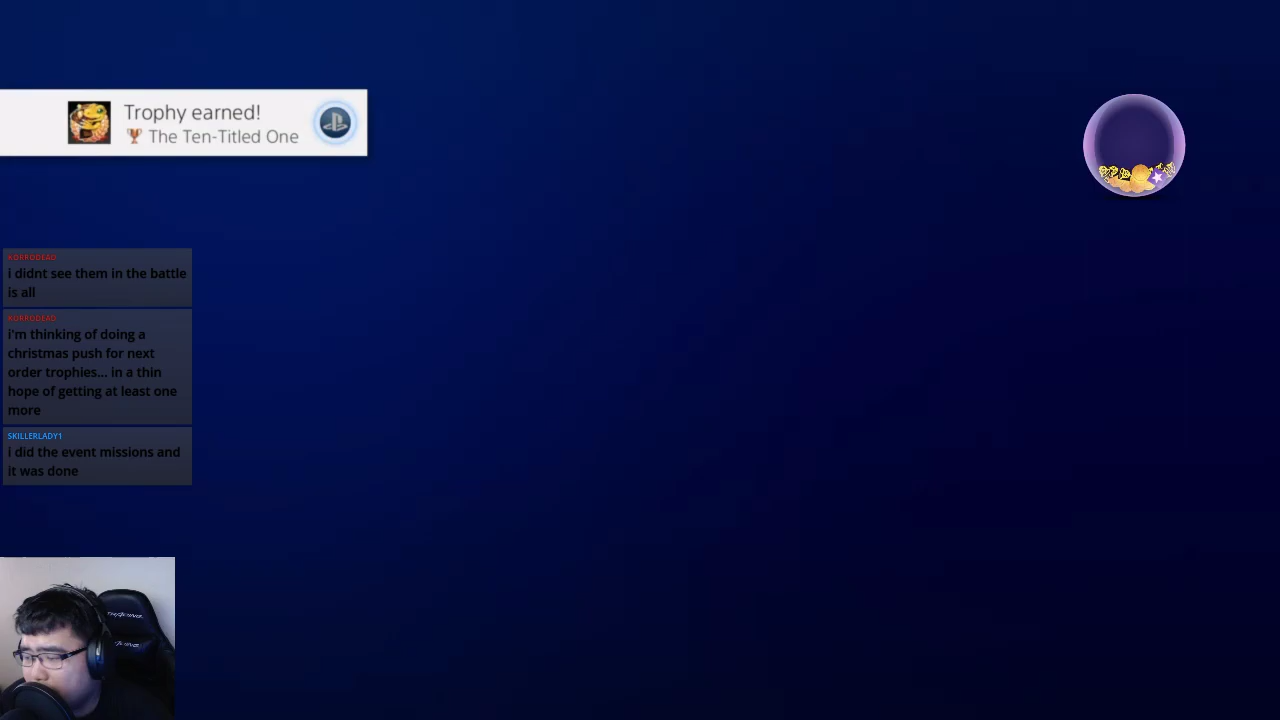 Trophy earned!
The Ten-Titled One
KORRODEAD
i didnt see them in the battle
is all
KORRODEAD
i'm thinking of doing a
christmas push for next
order trophies... in a thin
hope of getting at least one
more
SKILLERLADY1
i did the event missions and
it was done